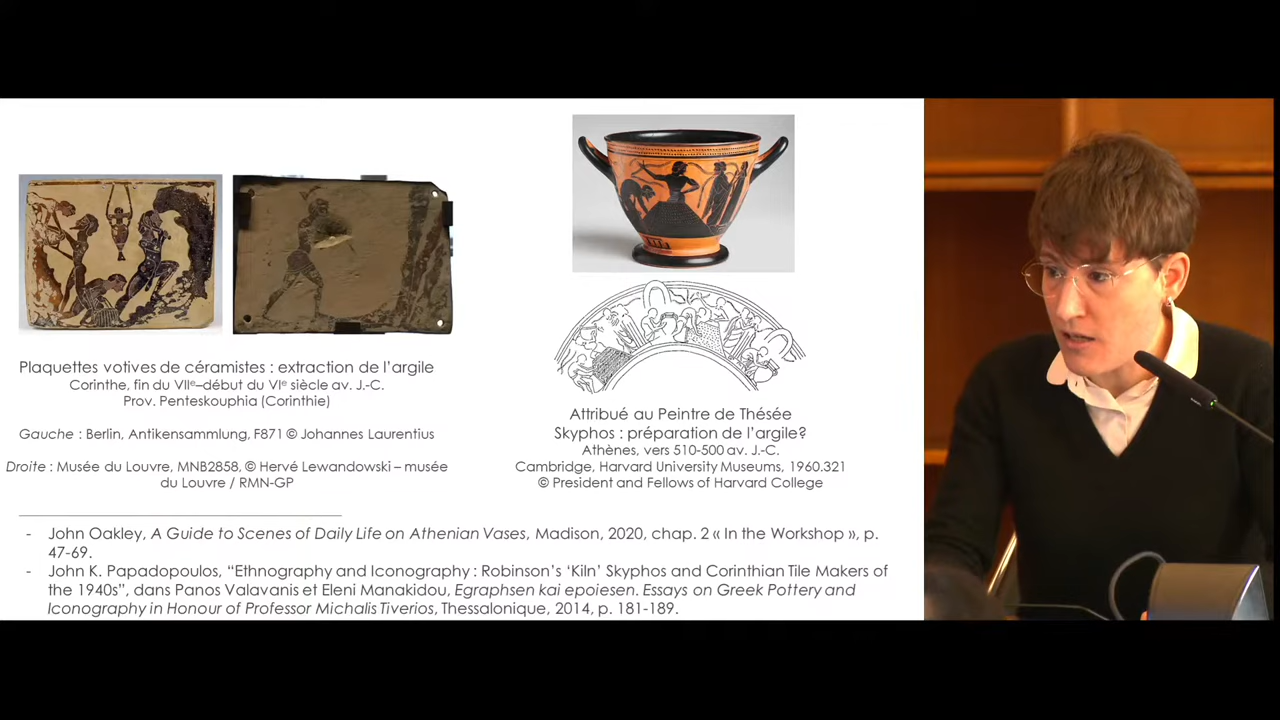 Plaquettes votives de céramistes : extraction de l'argile
Corinthe, fin du VIIᵉ–début du VIᵉ siècle av. J.-C.
Prov. Penteskouphia (Corinthie)
Gauche : Berlin, Antikensammlung, F871 © Johannes Laurentius
Droite : Musée du Louvre, MNB2858, © Hervé Lewandowski – musée
du Louvre / RMN-GP
Attribué au Peintre de Thésée
Skyphos : préparation de l'argile?
Athènes, vers 510-500 av. J.-C.
Cambridge, Harvard University Museums, 1960.321
© President and Fellows of Harvard College
- John Oakley, A Guide to Scenes of Daily Life on Athenian Vases, Madison, 2020, chap. 2 « In the Workshop », p.
47-69.
- John K. Papadopoulos, “Ethnography and Iconography : Robinson's ‘Kiln’ Skyphos and Corinthian Tile Makers of
the 1940s”, dans Panos Valavanis et Eleni Manakidou, Egraphsen kai epoiesen. Essays on Greek Pottery and
Iconography in Honour of Professor Michalis Tiverios, Thessalonique, 2014, p. 181-189.